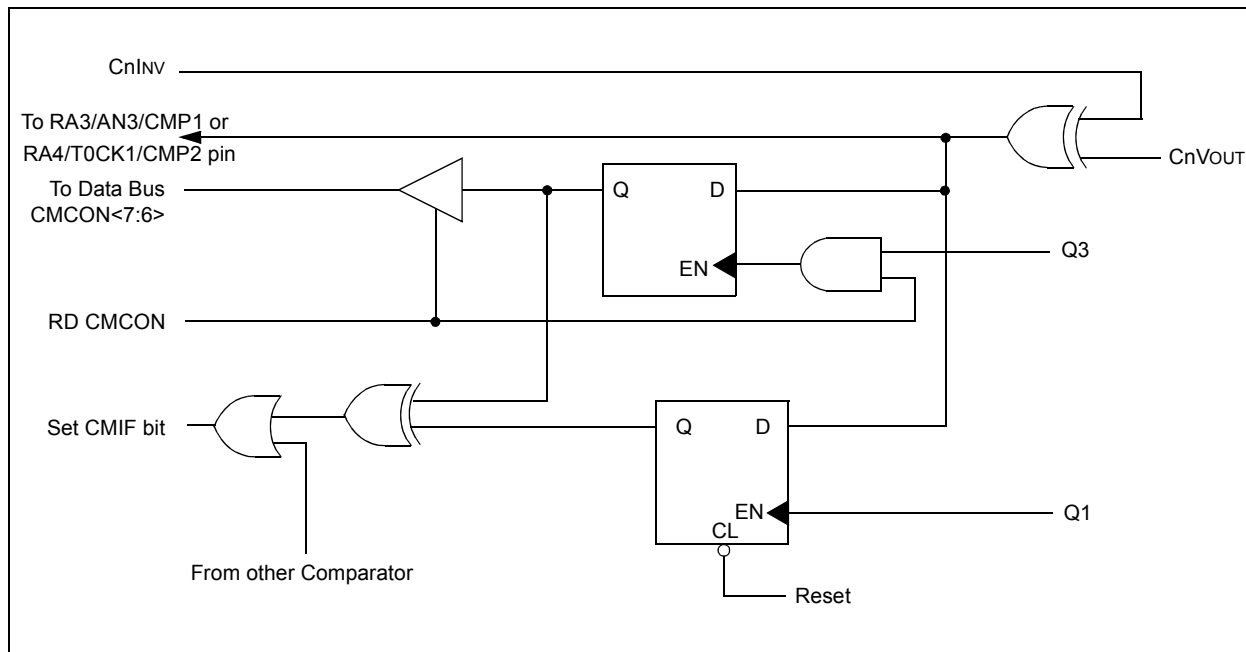 CnINV
To RA3/AN3/CMP1 or
RA4/T0CK1/CMP2 pin
CnVOUT
To Data Bus
CMCON<7:6>
Q D
EN
Q3
RD CMCON
Set CMIF bit
Q D
EN
Q1
CL
From other Comparator
Reset